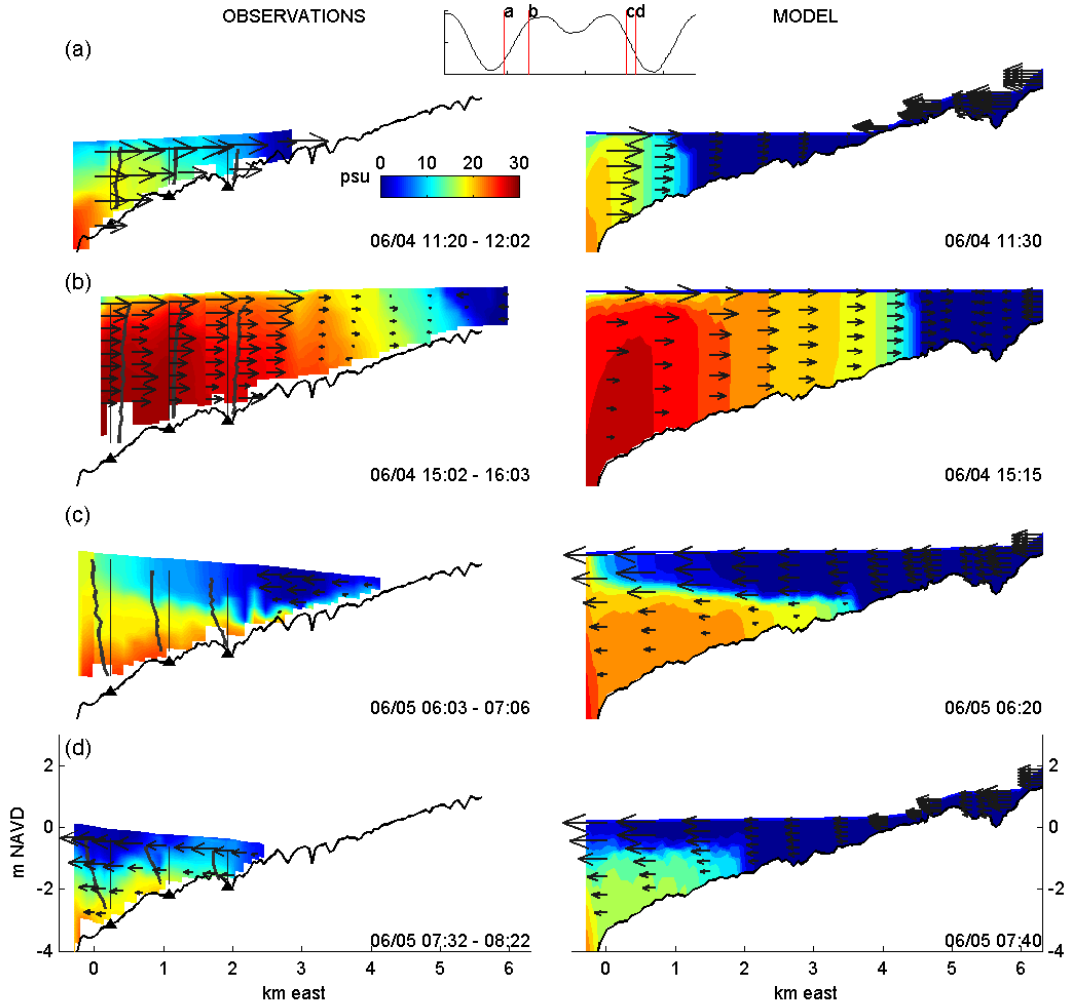 OBSERVATIONS
MODEL
a b cd
(a)
0 10 20 30
psu
06/04 11:20 - 12:02
06/04 11:30
(b)
06/04 15:02 - 16:03
06/04 15:15
(c)
06/05 06:03 - 07:06
06/05 06:20
(d)
2
0
-2
-4
m NAVD
06/05 07:32 - 08:22
0 1 2 3 4 5 6
km east
2
0
-2
-4
06/05 07:40
0 1 2 3 4 5 6
km east